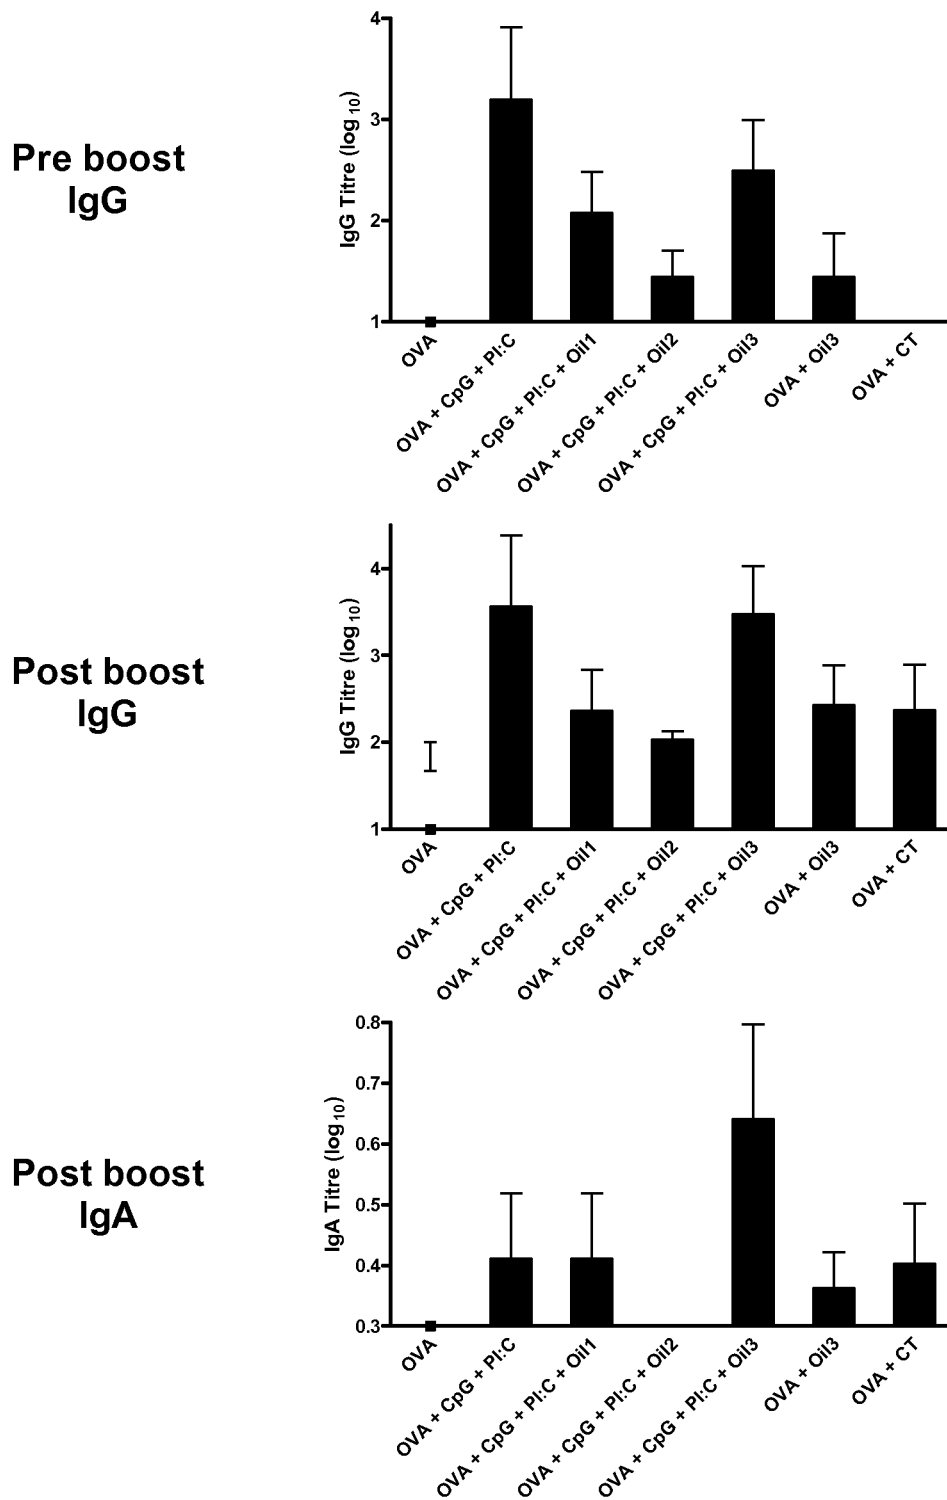 Pre boost
IgG
IgG Titre (log 10)
4
3
2
1
OVA
OVA + CpG + PI:C
OVA + CpG + PI:C + Oil1
OVA + CpG + PI:C + Oil2
OVA + CpG + PI:C + Oil3
OVA + Oil3
OVA + CT
Post boost
IgG
IgG Titre (log 10)
4
3
2
1
OVA
OVA + CpG + PI:C
OVA + CpG + PI:C + Oil1
OVA + CpG + PI:C + Oil2
OVA + CpG + PI:C + Oil3
OVA + Oil3
OVA + CT
Post boost
IgA
IgA Titre (log10)
0.8
0.7
0.6
0.5
0.4
0.3
OVA
OVA + CpG + PI:C
OVA + CpG + PI:C + Oil1
OVA + CpG + PI:C + Oil2
OVA + CpG + PI:C + Oil3
OVA + Oil3
OVA + CT